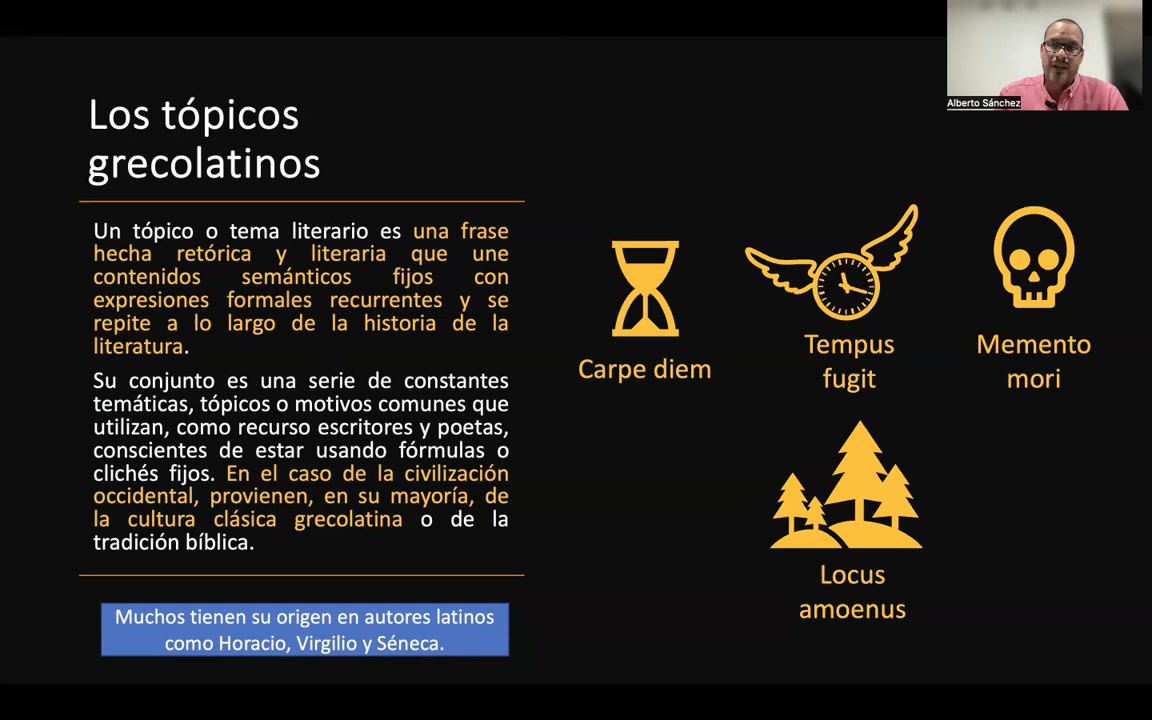 Alberto Sánchez
Los tópicos
grecolatinos
Un tópico o tema literario es una frase
hecha retórica y literaria que une
contenidos semánticos fijos con
expresiones formales recurrentes y se
repite a lo largo de la historia de la
literatura.
Su conjunto es una serie de constantes
temáticas, tópicos o motivos comunes que
utilizan, como recurso escritores y poetas,
conscientes de estar usando fórmulas o
clichés fijos. En el caso de la civilización
occidental, provienen, en su mayoría, de
la cultura clásica grecolatina o de la
tradición bíblica.
Muchos tienen su origen en autores latinos
como Horacio, Virgilio y Séneca.
Carpe diem
Tempus
fugit
Memento
mori
Locus
amoenus